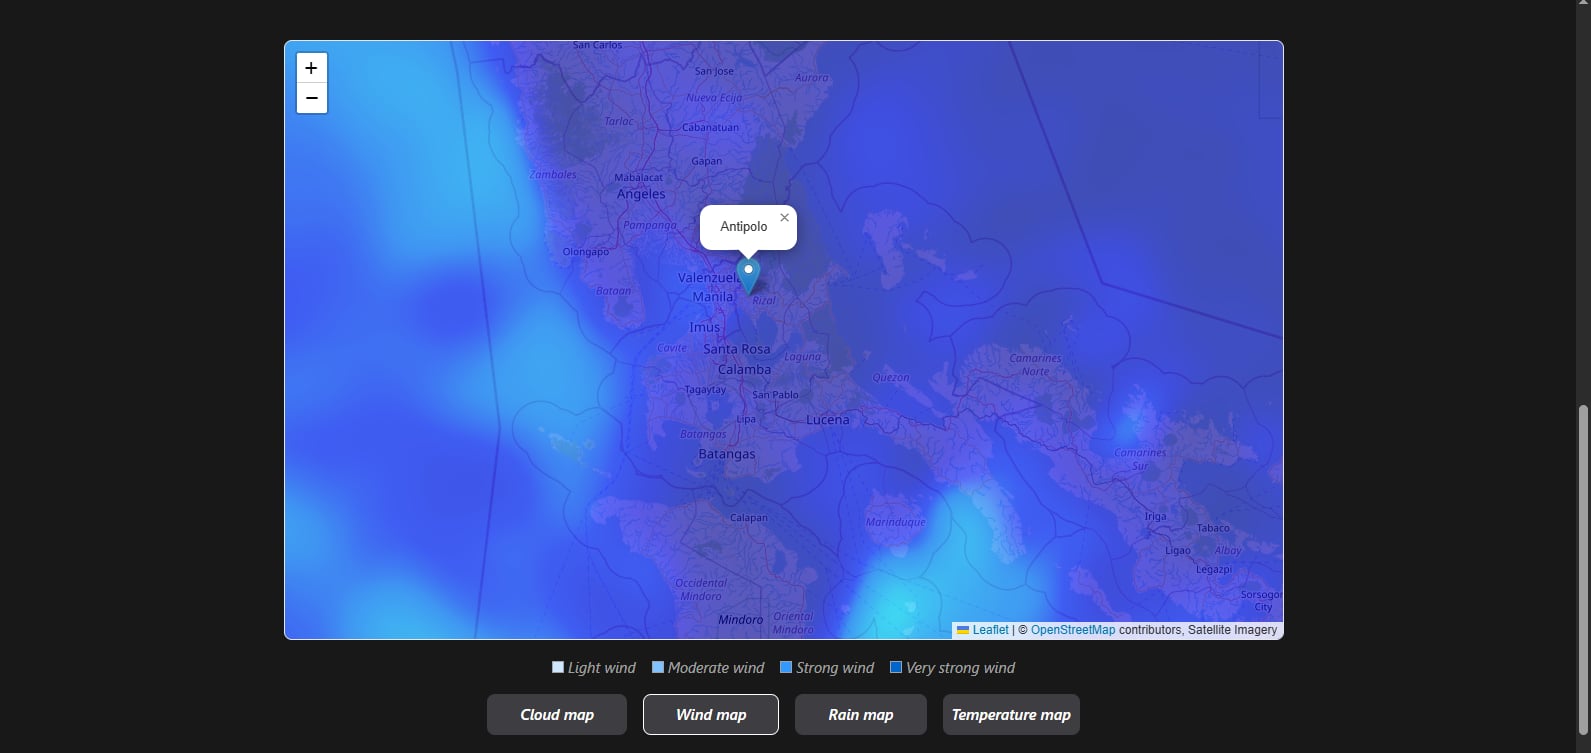 +
−
San Carlos
San Jose
Aurora
Nueva Ecija
Tarlac
Cabanatuan
Gapan
Zambales
Mabalacat
Angeles
Pampanga
Antipolo ×
Olongapo
Valenzuela
Bataan
Manila
Rizal
Imus
Cavite
Santa Rosa
Laguna
Camarines
Norte
Calamba
Quezon
Tagaytay
San Pablo
Lipa
Lucena
Batangas
Batangas
Camarines
Sur
Calapan
Marinduque
Iriga
Tabaco
Ligao
Albay
Legazpi
Occidental
Mindoro
Sorsogon
City
Mindoro
Oriental
Mindoro
Leaflet | © OpenStreetMap contributors, Satellite Imagery
Light wind Moderate wind Strong wind Very strong wind
Cloud map Wind map Rain map Temperature map